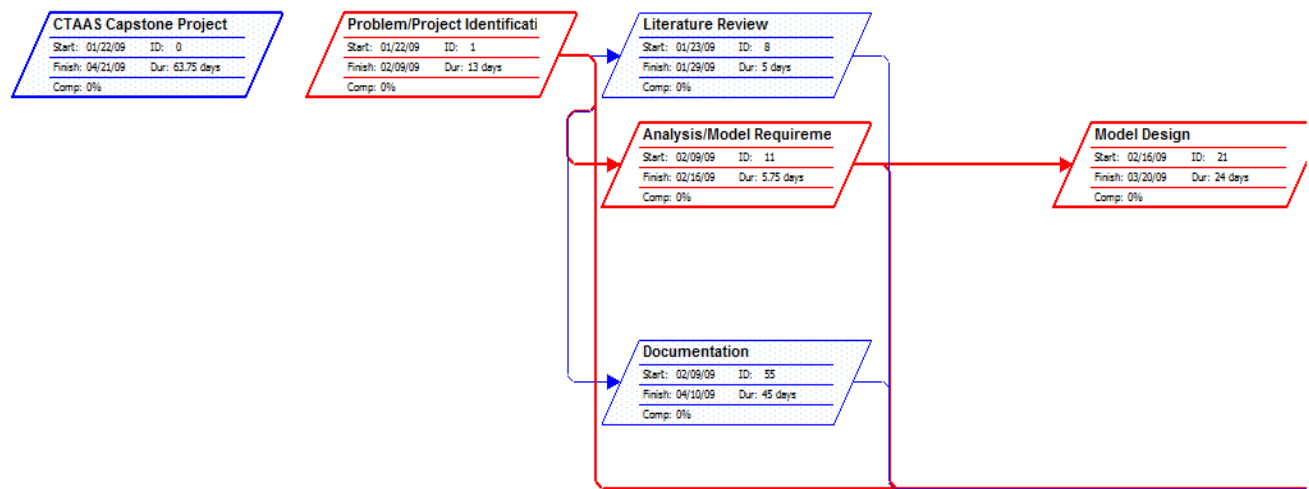 CTAAS Capstone Project
Start: 01/22/09 ID: 0
Finish: 04/21/09 Dur: 63.75 days
Comp: 0%
Problem/Project Identificati
Start: 01/22/09 ID: 1
Finish: 02/09/09 Dur: 13 days
Comp: 0%
Literature Review
Start: 01/23/09 ID: 8
Finish: 01/29/09 Dur: 5 days
Comp: 0%
Analysis/Model Requireme
Start: 02/09/09 ID: 11
Finish: 02/16/09 Dur: 5.75 days
Comp: 0%
Model Design
Start: 02/16/09 ID: 21
Finish: 03/20/09 Dur: 24 days
Comp: 0%
Documentation
Start: 02/09/09 ID: 55
Finish: 04/10/09 Dur: 45 days
Comp: 0%